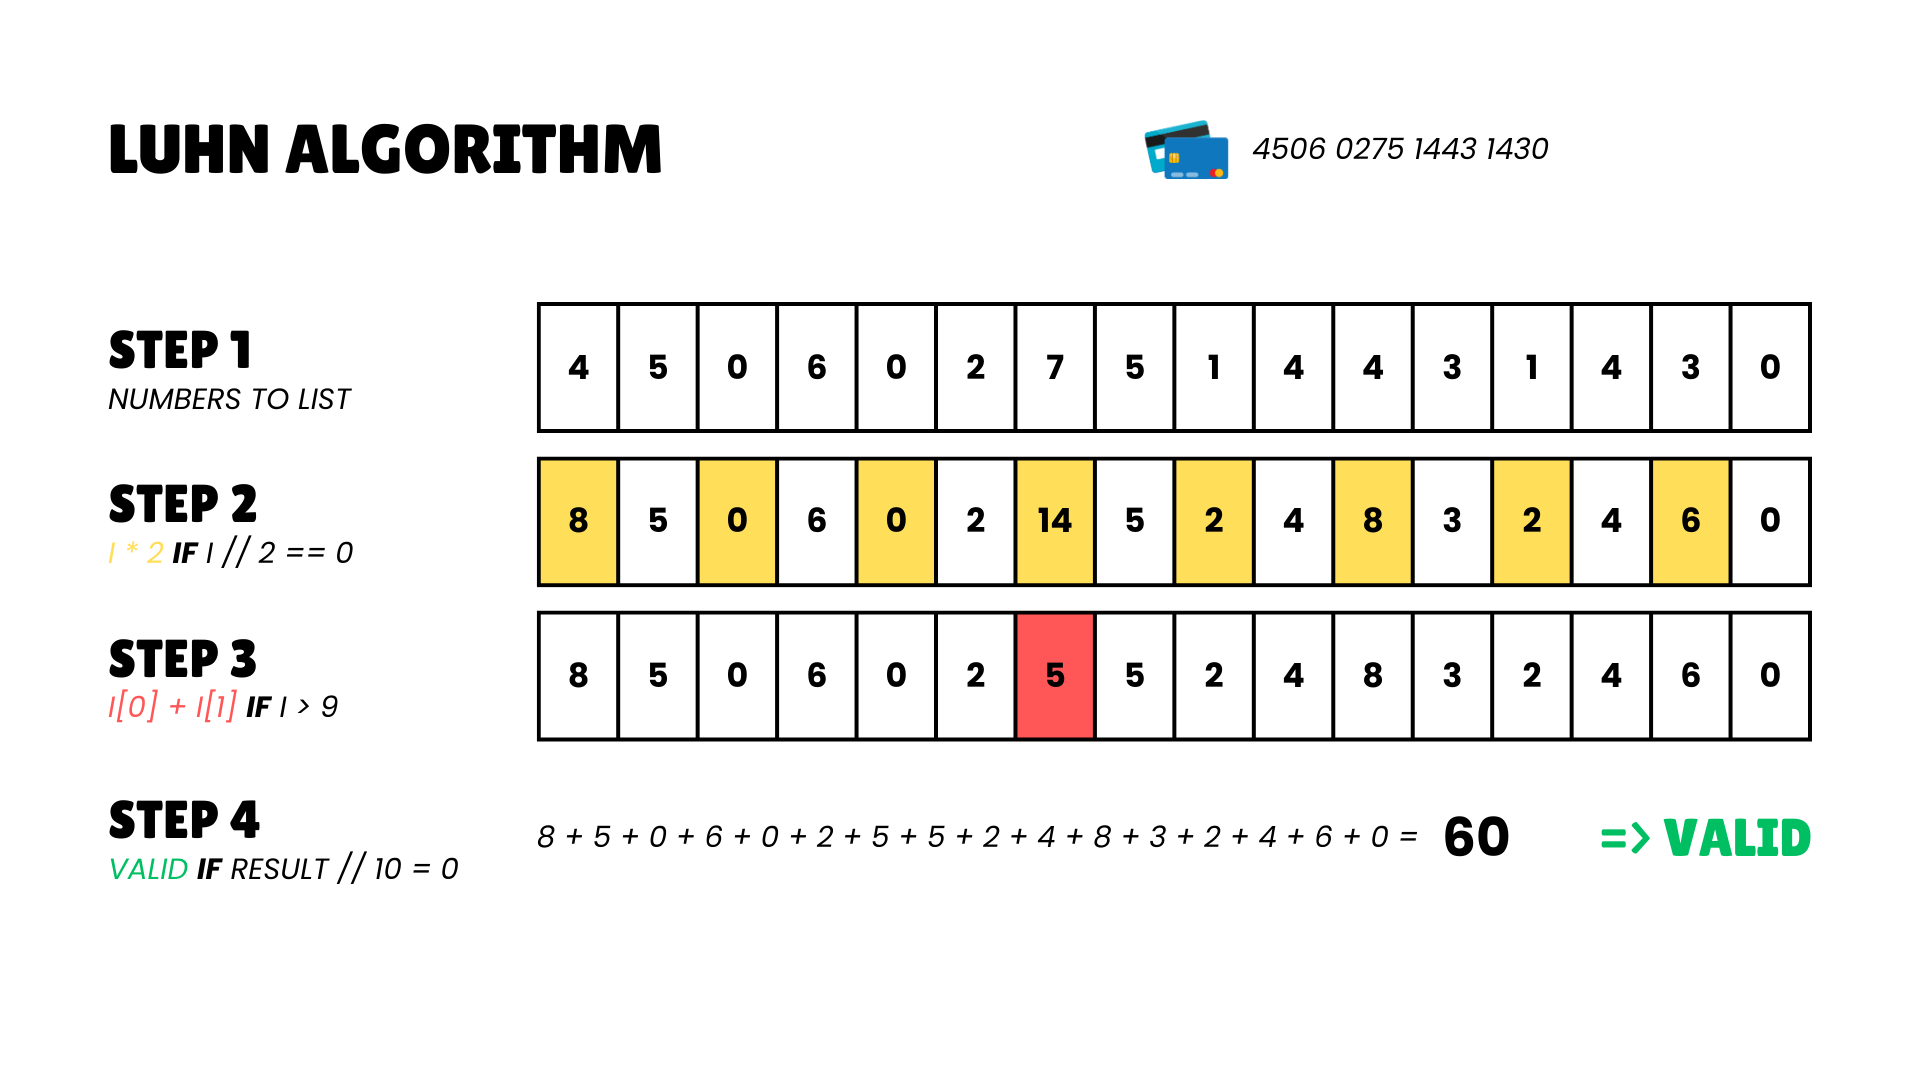 LUHN ALGORITHM
4506 0275 1443 1430
STEP 1
NUMBERS TO LIST
4 5 0 6 0 2 7 5 1 4 4 3 1 4 3 0
STEP 2
I * 2 IF I // 2 == 0
8 5 0 6 0 2 14 5 2 4 8 3 2 4 6 0
STEP 3
I[0] + I[1] IF I > 9
8 5 0 6 0 2 5 5 2 4 8 3 2 4 6 0
STEP 4
VALID IF RESULT // 10 = 0
8 + 5 + 0 + 6 + 0 + 2 + 5 + 5 + 2 + 4 + 8 + 3 + 2 + 4 + 6 + 0 = 60 => VALID